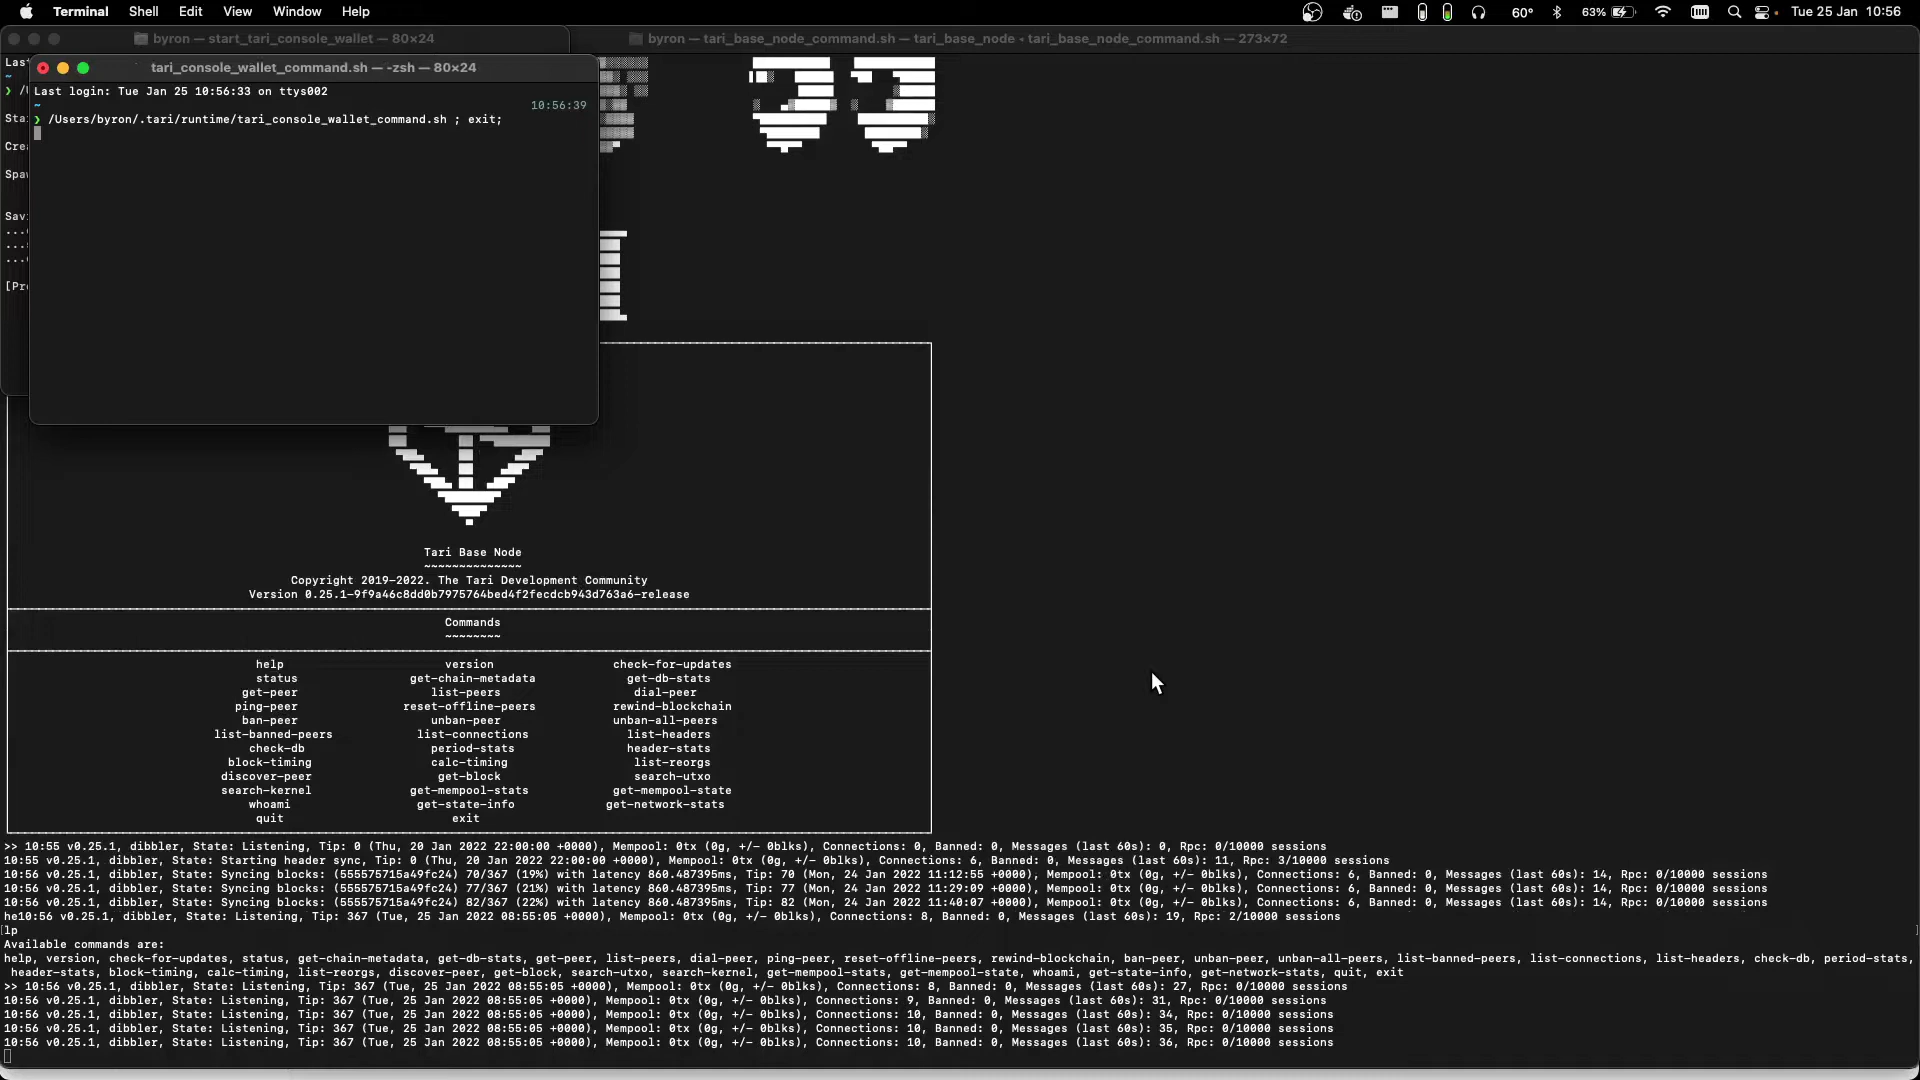 Terminal Shell Edit View Window Help 60° 63% Tue 25 Jan 10:56
byron — start_tari_console_wallet — 80×24
byron — tari_base_node_command.sh — tari_base_node ◂ tari_base_node_command.sh — 273×72
tari_console_wallet_command.sh — -zsh — 80×24
Last login: Tue Jan 25 10:56:33 on ttys002
~ 10:56:39
❯ /Users/byron/.tari/runtime/tari_console_wallet_command.sh ; exit;
Tari Base Node
~~~~~~~~~~~~~~
Copyright 2019-2022. The Tari Development Community
Version 0.25.1-9f9a46c8dd0b7975764bed4f2fecdcb943d763a6-release
Commands
~~~~~~~~
help version check-for-updates
status get-chain-metadata get-db-stats
get-peer list-peers dial-peer
ping-peer reset-offline-peers rewind-blockchain
ban-peer unban-peer unban-all-peers
list-banned-peers list-connections list-headers
check-db period-stats header-stats
block-timing calc-timing list-reorgs
discover-peer get-block search-utxo
search-kernel get-mempool-stats get-mempool-state
whoami get-state-info get-network-stats
quit exit
>> 10:55 v0.25.1, dibbler, State: Listening, Tip: 0 (Thu, 20 Jan 2022 22:00:00 +0000), Mempool: 0tx (0g, +/- 0blks), Connections: 0, Banned: 0, Messages (last 60s): 0, Rpc: 0/10000 sessions
10:55 v0.25.1, dibbler, State: Starting header sync, Tip: 0 (Thu, 20 Jan 2022 22:00:00 +0000), Mempool: 0tx (0g, +/- 0blks), Connections: 6, Banned: 0, Messages (last 60s): 11, Rpc: 3/10000 sessions
10:56 v0.25.1, dibbler, State: Syncing blocks: (555575715a49fc24) 70/367 (19%) with latency 860.487395ms, Tip: 70 (Mon, 24 Jan 2022 11:12:55 +0000), Mempool: 0tx (0g, +/- 0blks), Connections: 6, Banned: 0, Messages (last 60s): 14, Rpc: 0/10000 sessions
10:56 v0.25.1, dibbler, State: Syncing blocks: (555575715a49fc24) 77/367 (21%) with latency 860.487395ms, Tip: 77 (Mon, 24 Jan 2022 11:29:09 +0000), Mempool: 0tx (0g, +/- 0blks), Connections: 6, Banned: 0, Messages (last 60s): 14, Rpc: 0/10000 sessions
10:56 v0.25.1, dibbler, State: Syncing blocks: (555575715a49fc24) 82/367 (22%) with latency 860.487395ms, Tip: 82 (Mon, 24 Jan 2022 11:40:07 +0000), Mempool: 0tx (0g, +/- 0blks), Connections: 6, Banned: 0, Messages (last 60s): 14, Rpc: 0/10000 sessions
he10:56 v0.25.1, dibbler, State: Listening, Tip: 367 (Tue, 25 Jan 2022 08:55:05 +0000), Mempool: 0tx (0g, +/- 0blks), Connections: 8, Banned: 0, Messages (last 60s): 19, Rpc: 2/10000 sessions
lp
Available commands are:
help, version, check-for-updates, status, get-chain-metadata, get-db-stats, get-peer, list-peers, dial-peer, ping-peer, reset-offline-peers, rewind-blockchain, ban-peer, unban-peer, unban-all-peers, list-banned-peers, list-connections, list-headers, check-db, period-stats,
header-stats, block-timing, calc-timing, list-reorgs, discover-peer, get-block, search-utxo, search-kernel, get-mempool-stats, get-mempool-state, whoami, get-state-info, get-network-stats, quit, exit
>> 10:56 v0.25.1, dibbler, State: Listening, Tip: 367 (Tue, 25 Jan 2022 08:55:05 +0000), Mempool: 0tx (0g, +/- 0blks), Connections: 8, Banned: 0, Messages (last 60s): 27, Rpc: 0/10000 sessions
10:56 v0.25.1, dibbler, State: Listening, Tip: 367 (Tue, 25 Jan 2022 08:55:05 +0000), Mempool: 0tx (0g, +/- 0blks), Connections: 9, Banned: 0, Messages (last 60s): 31, Rpc: 0/10000 sessions
10:56 v0.25.1, dibbler, State: Listening, Tip: 367 (Tue, 25 Jan 2022 08:55:05 +0000), Mempool: 0tx (0g, +/- 0blks), Connections: 10, Banned: 0, Messages (last 60s): 34, Rpc: 0/10000 sessions
10:56 v0.25.1, dibbler, State: Listening, Tip: 367 (Tue, 25 Jan 2022 08:55:05 +0000), Mempool: 0tx (0g, +/- 0blks), Connections: 10, Banned: 0, Messages (last 60s): 35, Rpc: 0/10000 sessions
10:56 v0.25.1, dibbler, State: Listening, Tip: 367 (Tue, 25 Jan 2022 08:55:05 +0000), Mempool: 0tx (0g, +/- 0blks), Connections: 10, Banned: 0, Messages (last 60s): 36, Rpc: 0/10000 sessions